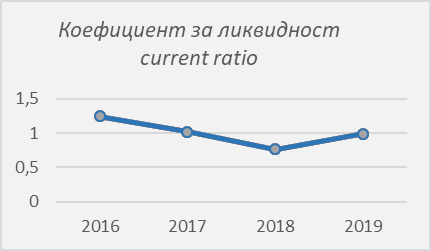 Коефициент за ликвидност
current ratio
1,5
1
0,5
0
2016 2017 2018 2019